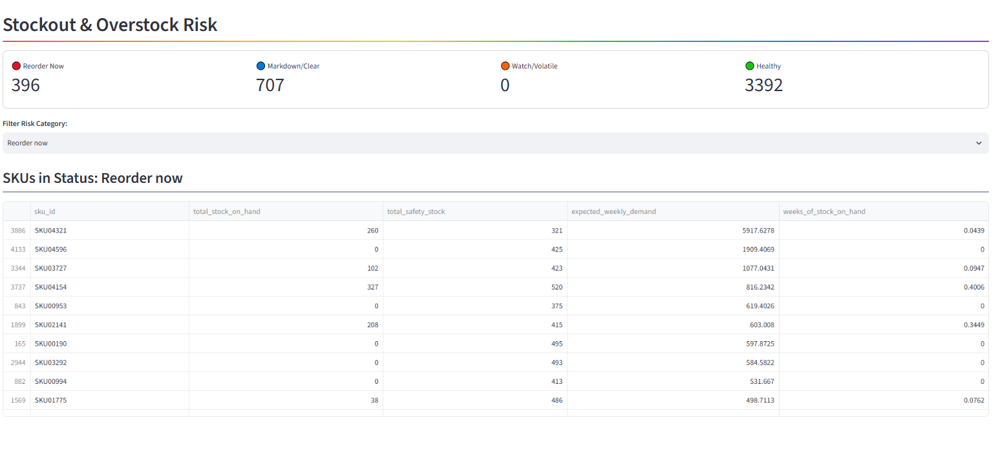 Stockout & Overstock Risk
Reorder Now Markdown/Clear Watch/Volatile Healthy
396 707 0 3392
Filter Risk Category:
Reorder now
SKUs in Status: Reorder now
sku_id total_stock_on_hand total_safety_stock expected_weekly_demand weeks_of_stock_on_hand
3886 SKU04321 260 321 5917.6278 0.0439
4133 SKU04596 0 425 1909.4069 0
3344 SKU03727 102 423 1077.0431 0.0947
3737 SKU04154 327 520 816.2342 0.4006
843 SKU00953 0 375 619.4026 0
1899 SKU02141 208 415 603.008 0.3449
165 SKU00190 0 495 597.8725 0
2944 SKU03292 0 493 584.5822 0
882 SKU00994 0 413 531.667 0
1569 SKU01775 38 486 498.7113 0.0762